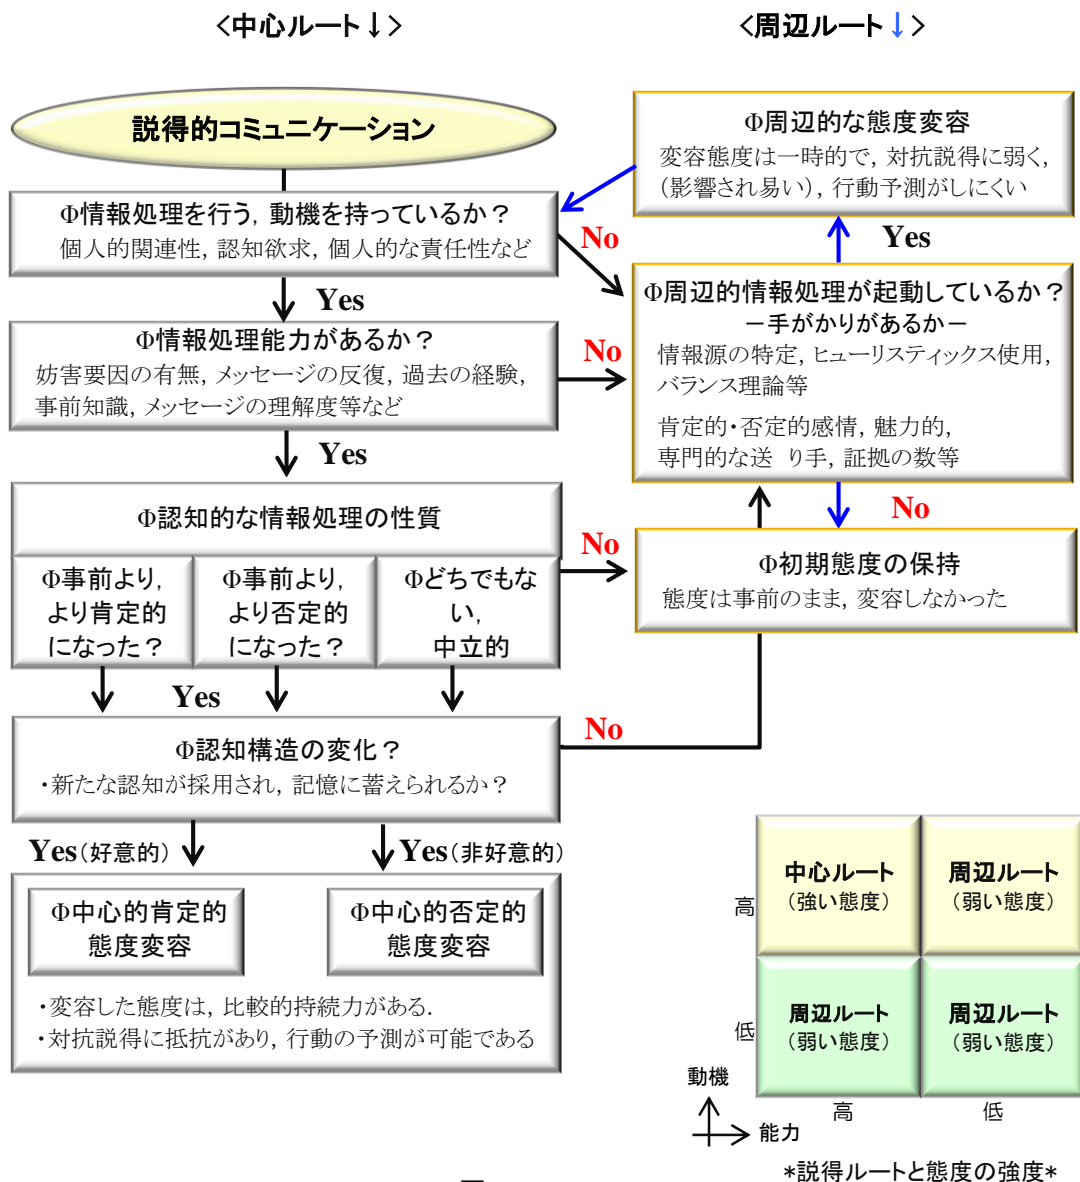 <中心ルート↓>
説得的コミュニケーション
Φ情報処理を行う, 動機を持っているか？
個人的関連性, 認知欲求, 個人的な責任性など
No
Yes
Φ情報処理能力があるか？
妨害要因の有無, メッセージの反復, 過去の経験,
事前知識, メッセージの理解度等など
No
Yes
Φ認知的な情報処理の性質
No
Φ事前より,
より肯定的
になった？
Φ事前より,
より否定的
になった？
Φどちでもな
い,
中立的
Yes
Φ認知構造の変化？
・新たな認知が採用され, 記憶に蓄えられるか？
No
Yes(好意的)
Yes(非好意的)
Φ中心的肯定的
態度変容
Φ中心的否定的
態度変容
・変容した態度は, 比較的持続力がある.
・対抗説得に抵抗があり, 行動の予測が可能である
<周辺ルート↓>
Φ周辺的な態度変容
変容態度は一時的で, 対抗説得に弱く,
(影響され易い), 行動予測がしにくい
Yes
Φ周辺的情報処理が起動しているか？
－手がかりがあるか－
情報源の特定, ヒューリスティックス使用,
バランス理論等
肯定的・否定的感情, 魅力的,
専門的な送 り手, 証拠の数等
No
Φ初期態度の保持
態度は事前のまま, 変容しなかった
高
中心ルート
(強い態度)
周辺ルート
(弱い態度)
低
周辺ルート
(弱い態度)
周辺ルート
(弱い態度)
動機
高
低
能力
*説得ルートと態度の強度*